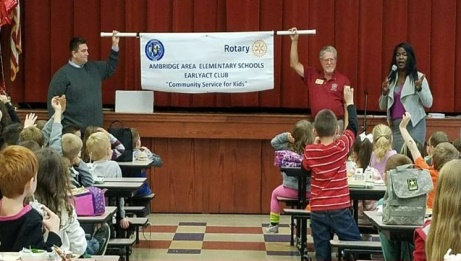 Rotary
AMBRIDGE AREA ELEMENTARY SCHOOLS
EARLYACT CLUB
"Community Service for Kids"